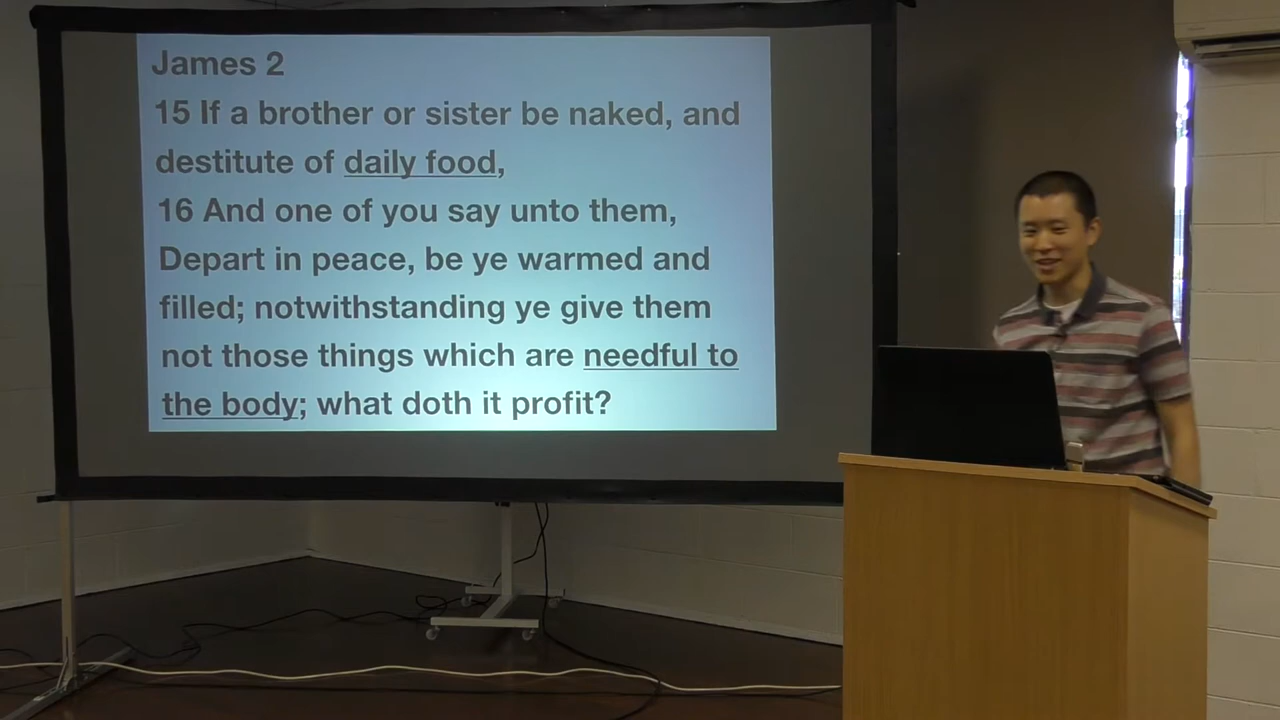 James 2
15 If a brother or sister be naked, and
destitute of daily food,
16 And one of you say unto them,
Depart in peace, be ye warmed and
filled; notwithstanding ye give them
not those things which are needful to
the body; what doth it profit?